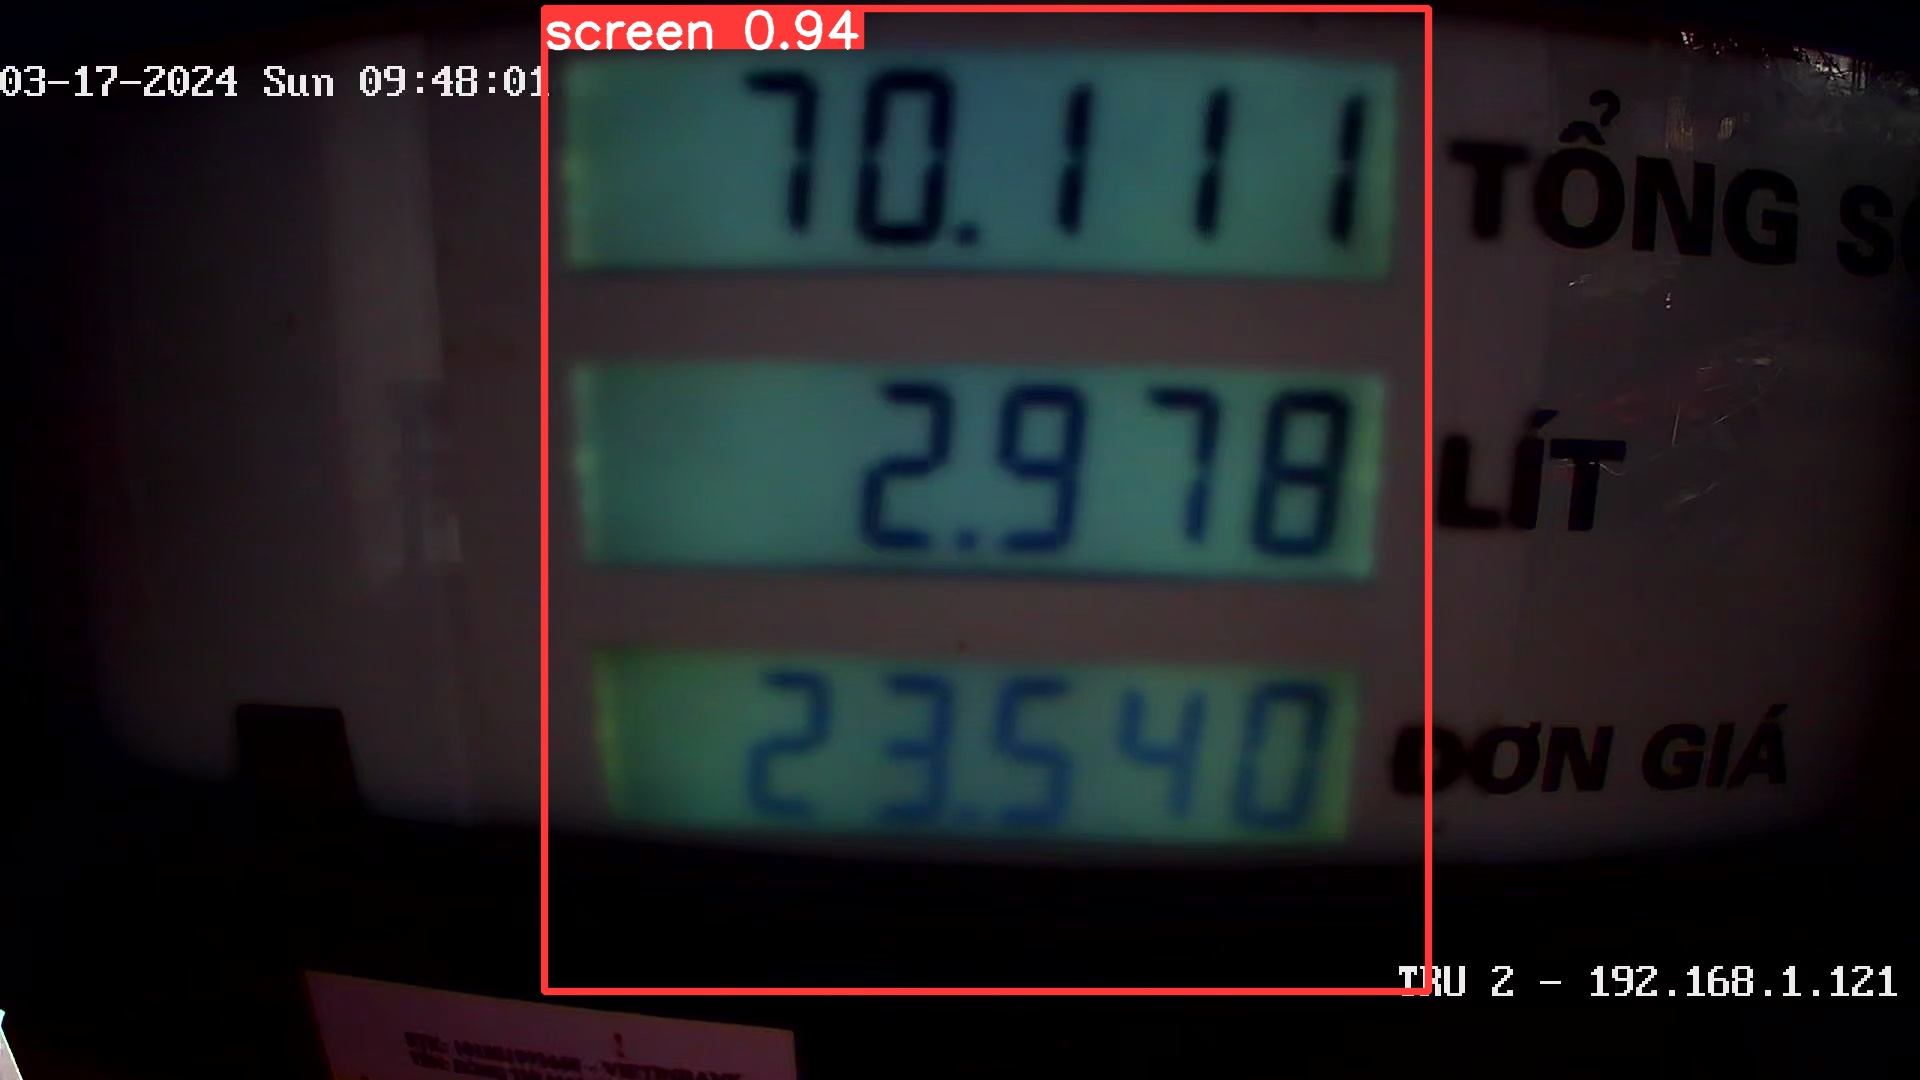 screen 0.94
03-17-2024 Sun 09:48:01
70.111 TỔNG
2.978 LÍT
23.540 ĐƠN GIÁ
TRU 2 - 192.168.1.121